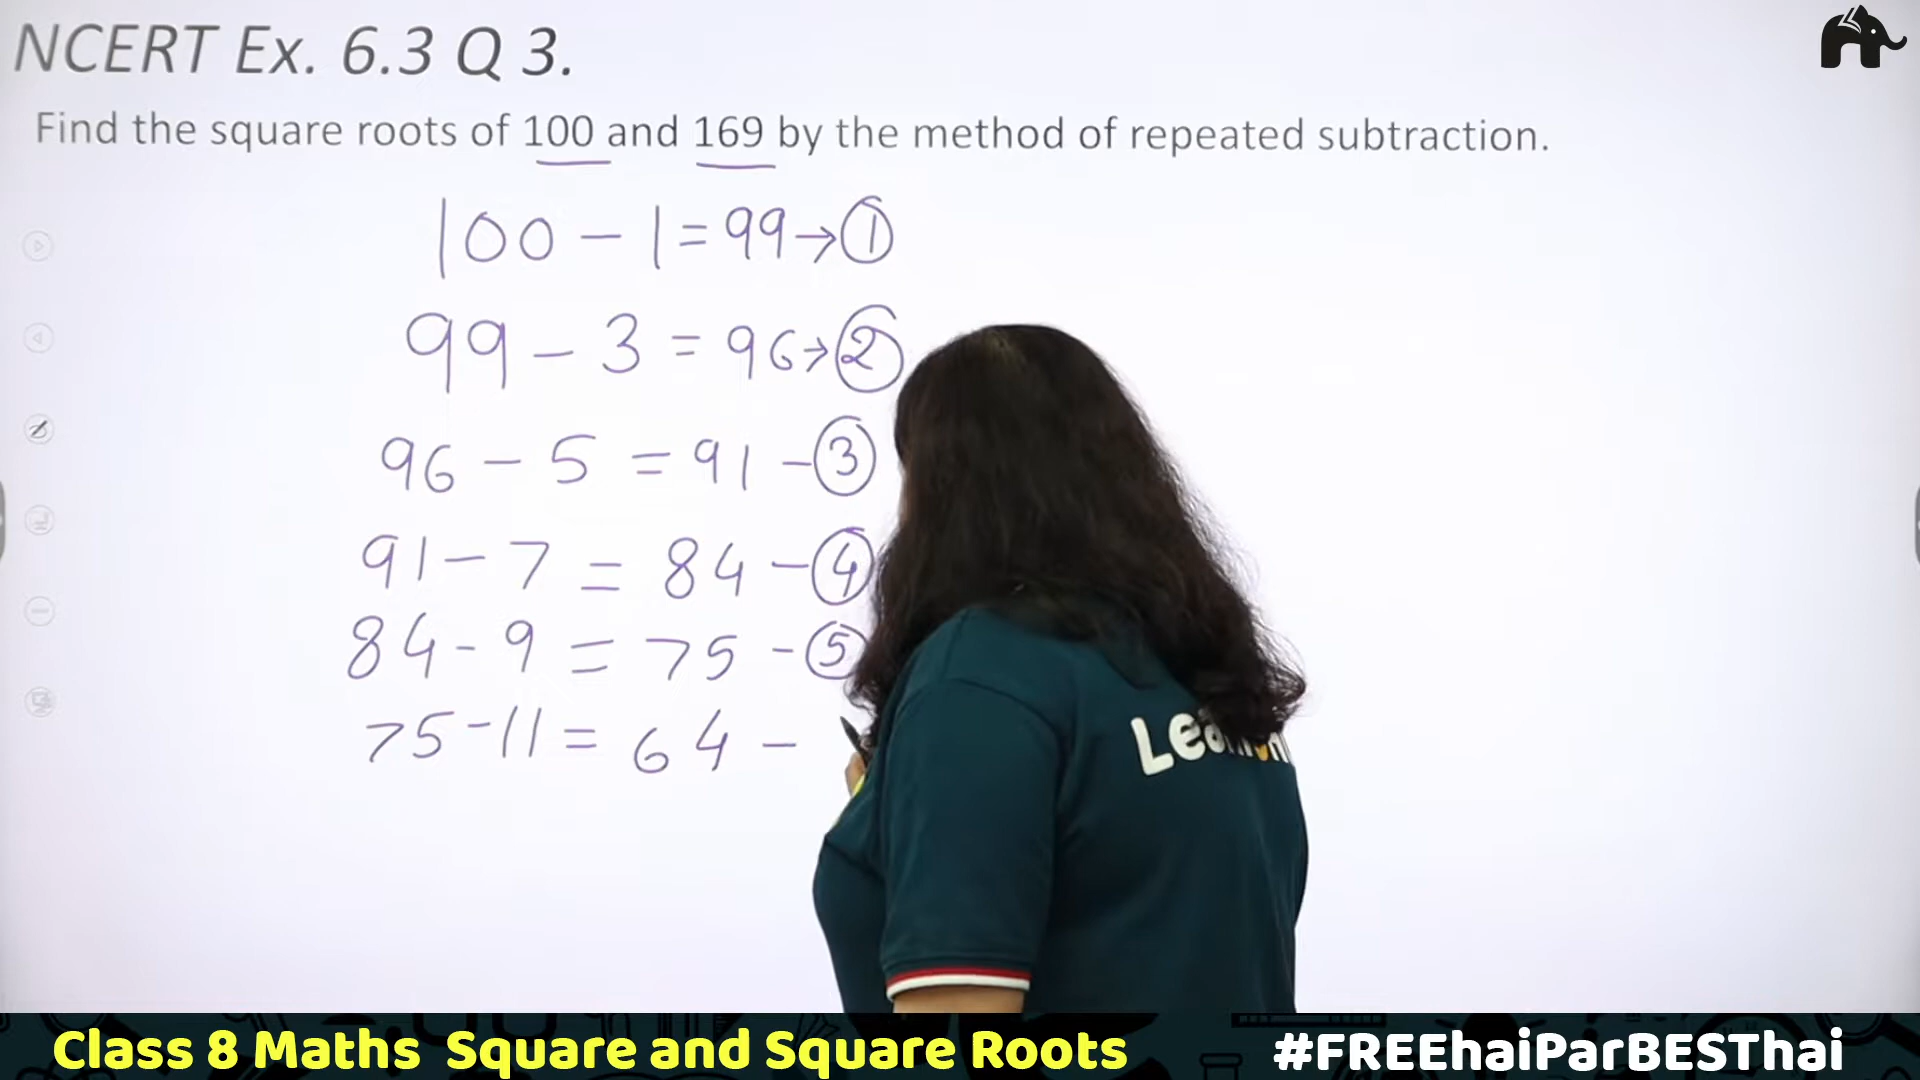 NCERT Ex. 6.3 Q 3.
Find the square roots of 100 and 169 by the method of repeated subtraction.
100 - 1 = 99 → 1
99 - 3 = 96 → 2
96 - 5 = 91 - 3
91 - 7 = 84 - 4
84 - 9 = 75 - 5
75 - 11 = 64 -
Class 8 Maths Square and Square Roots
#FREEhaiParBESThai